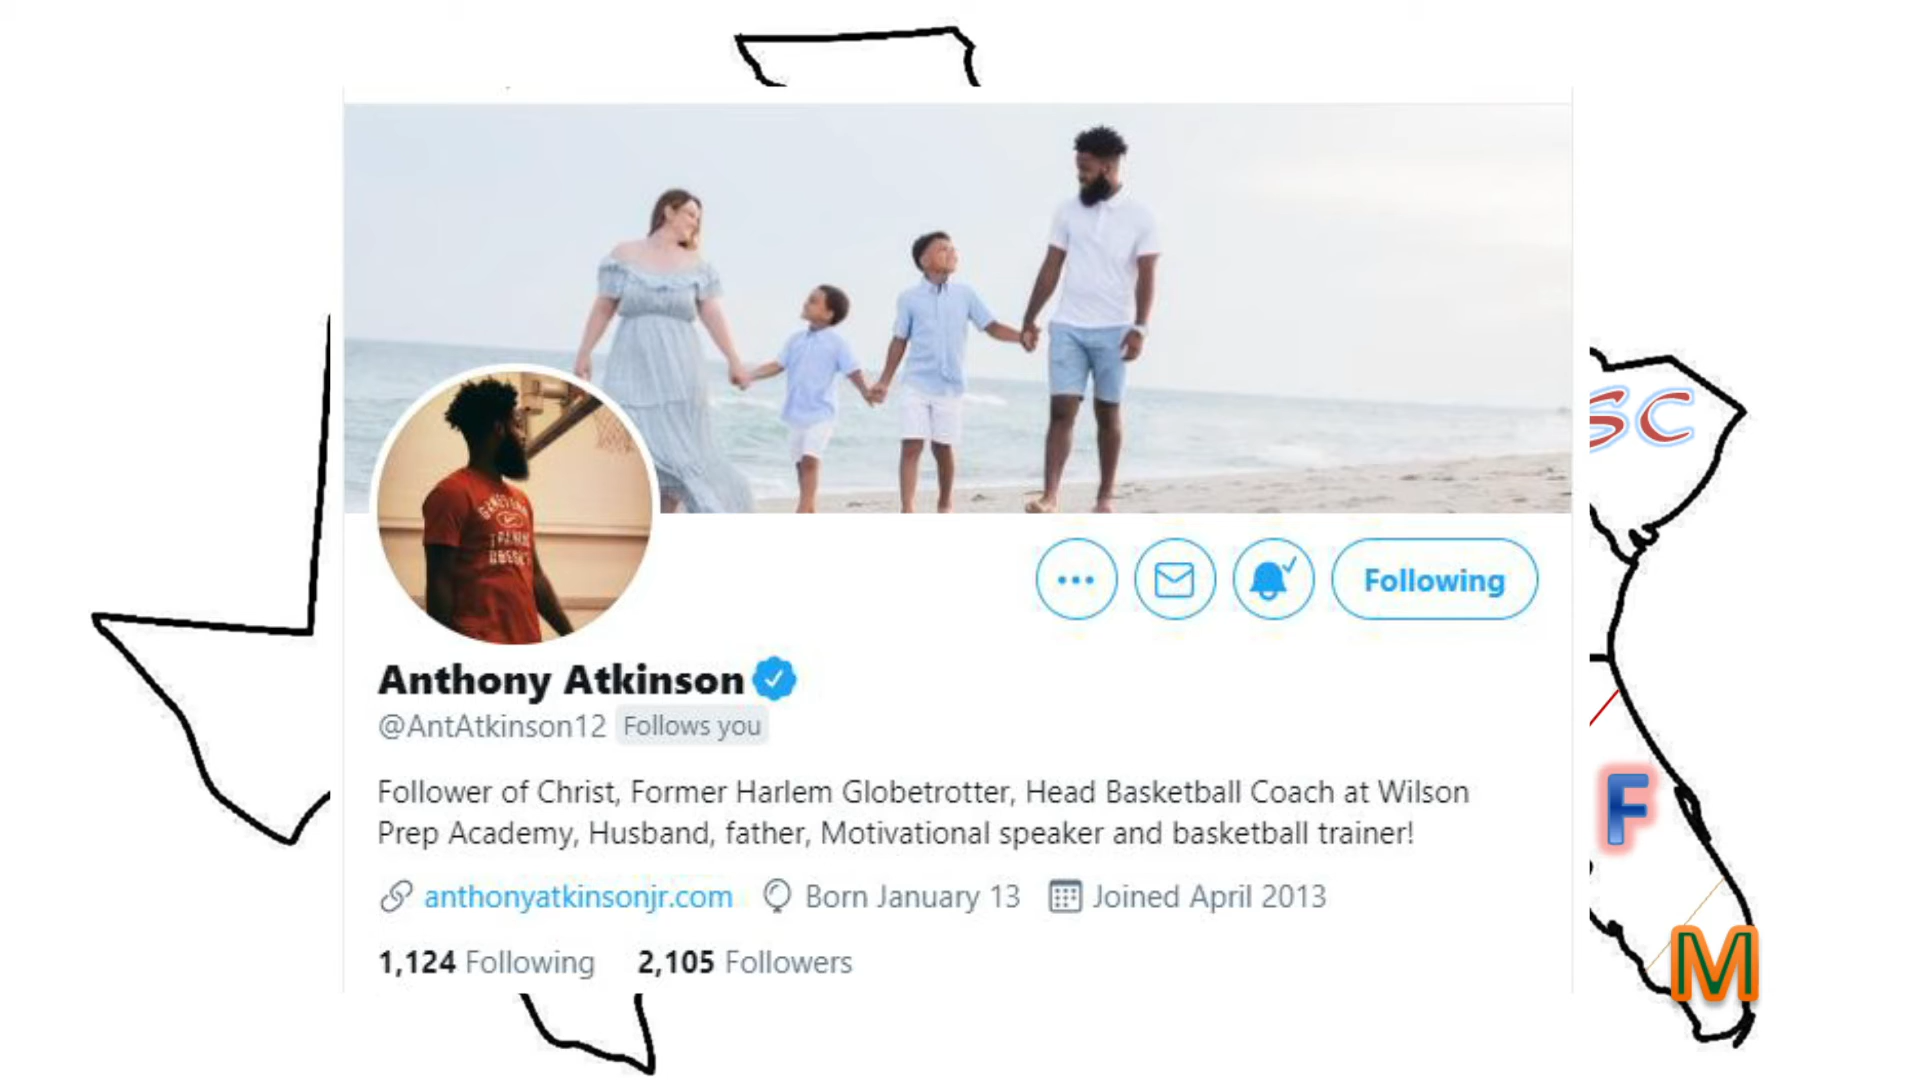 SC
Following
Anthony Atkinson
@AntAtkinson12 Follows you
Follower of Christ, Former Harlem Globetrotter, Head Basketball Coach at Wilson
Prep Academy, Husband, father, Motivational speaker and basketball trainer!
anthonyatkinsonjr.com Born January 13 Joined April 2013
1,124 Following 2,105 Followers
F
M